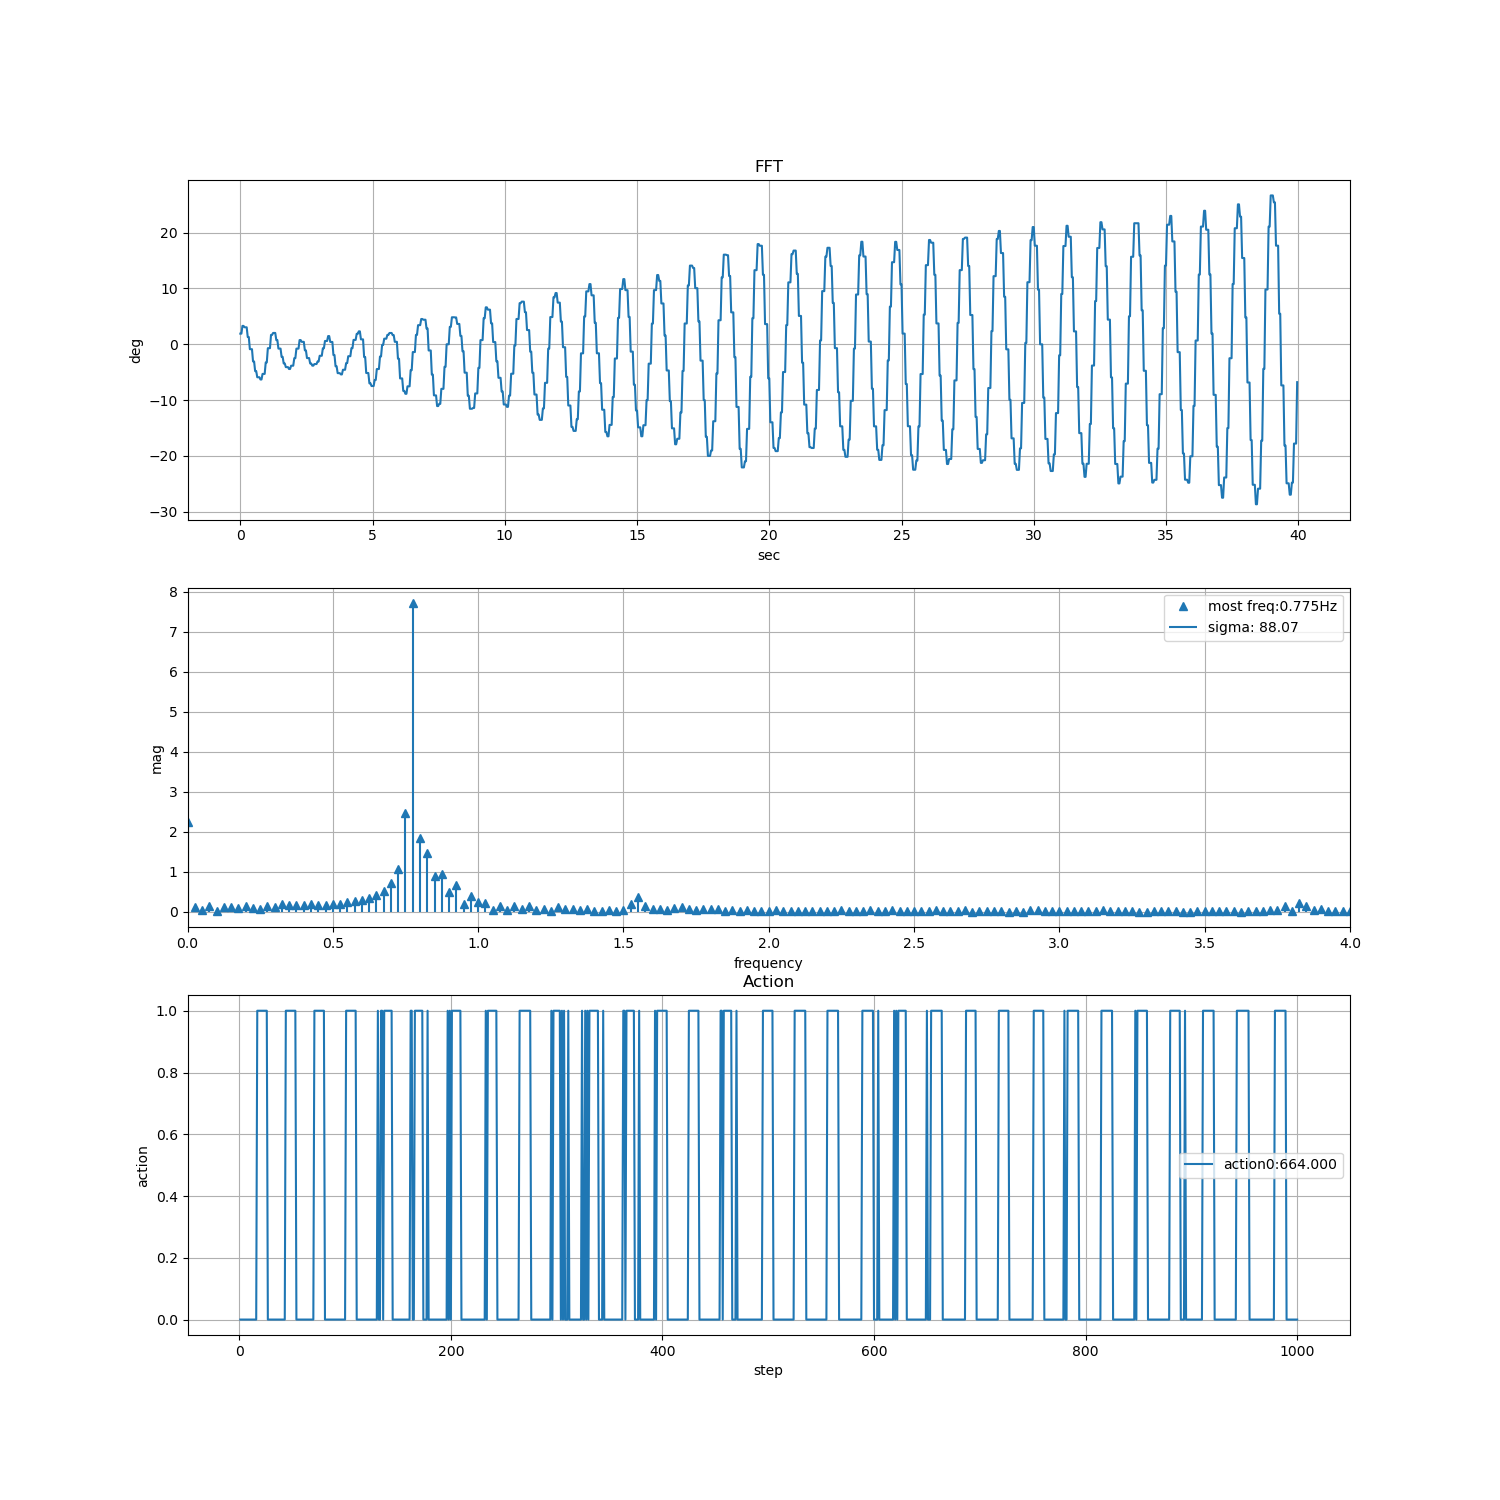 FFT
20
10
0
−10
−20
−30
deg
0 5 10 15 20 25 30 35 40
sec
8
7
6
5
4
3
2
1
0
mag
most freq:0.775Hz
sigma: 88.07
0.0 0.5 1.0 1.5 2.0 2.5 3.0 3.5 4.0
frequency
Action
1.0
0.8
0.6
0.4
0.2
0.0
action
action0:664.000
0 200 400 600 800 1000
step